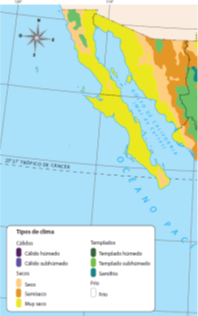 TRÓPICO DE CÁNCER
OCÉANO PAC
Tipos de clima
Cálidos
Cálido húmedo
Cálido subhúmedo
Secos
Seco
Semiseco
Muy seco
Templados
Templado húmedo
Templado subhúmedo
Semifrío
Frío
Frío